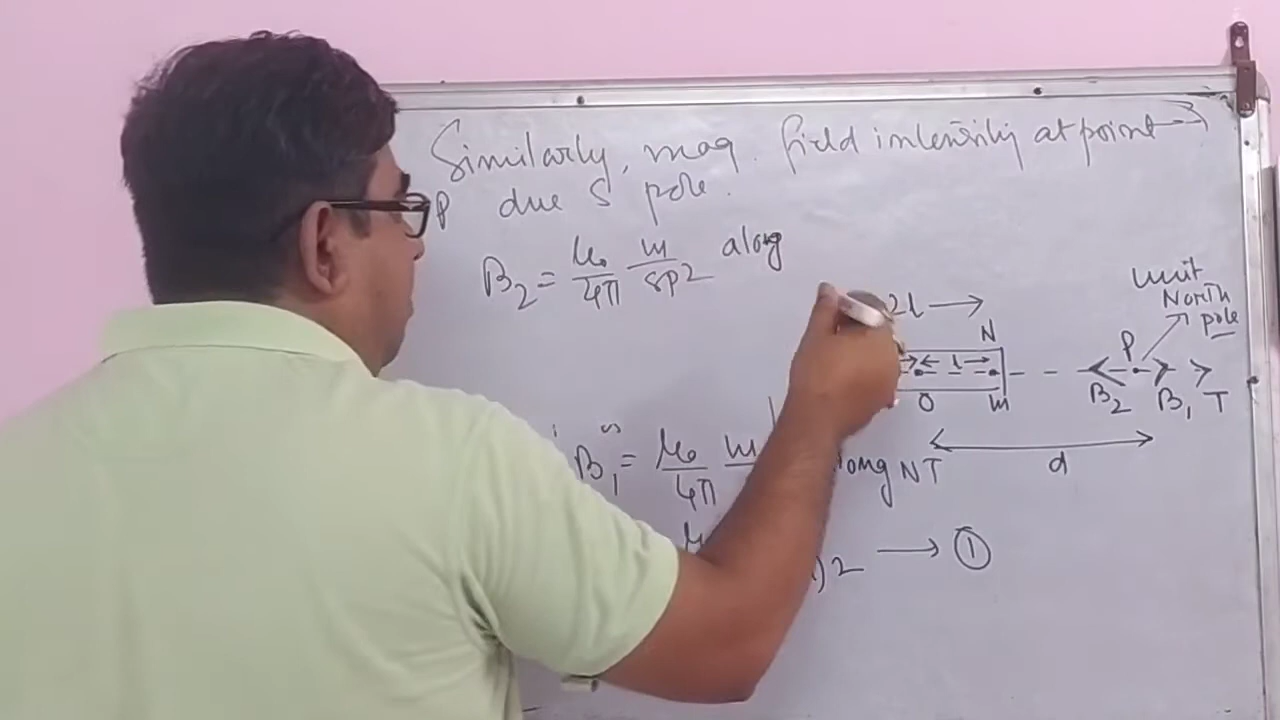 Similarly, mag. field intensity at point
P due S pole.
B₂ = μ₀/4π m/SP² along
2l →
Unit
North
pole
N
P
l
O
m
B₂
B₁
T
d
B₁ = μ₀/4π m
along NT
)2 → ①